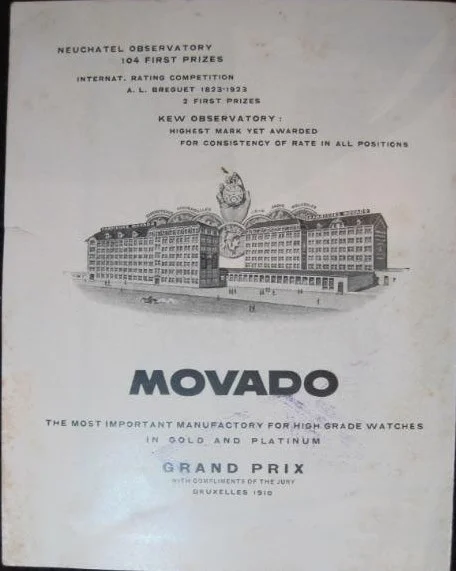 NEUCHATEL OBSERVATORY
104 FIRST PRIZES
INTERNAT. RATING COMPETITION
A. L. BREGUET 1823-1923
2 FIRST PRIZES
KEW OBSERVATORY:
HIGHEST MARK YET AWARDED
FOR CONSISTENCY OF RATE IN ALL POSITIONS
MOVADO
THE MOST IMPORTANT MANUFACTORY FOR HIGH GRADE WATCHES
IN GOLD AND PLATINUM
GRAND PRIX
WITH COMPLIMENTS OF THE JURY
BRUXELLES 1910